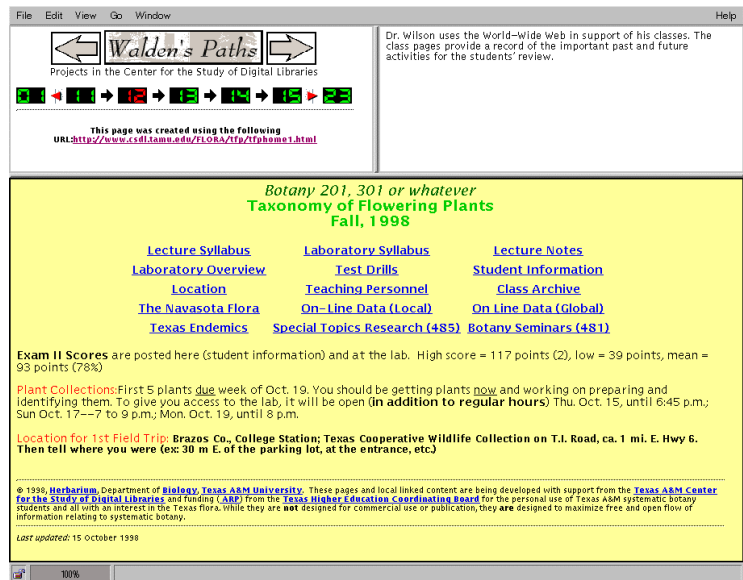 File Edit View Go Window Help
Walden's Paths
Projects in the Center for the Study of Digital Libraries
01 11 12 13 14 15 23
This page was created using the following
URL:http://www.csdl.tamu.edu/FLORA/tfp/tfphome1.html
Dr. Wilson uses the World-Wide Web in support of his classes. The
class pages provide a record of the important past and future
activities for the students' review.
Botany 201, 301 or whatever
Taxonomy of Flowering Plants
Fall, 1998
Lecture Syllabus Laboratory Syllabus Lecture Notes
Laboratory Overview Test Drills Student Information
Location Teaching Personnel Class Archive
The Navasota Flora On-Line Data (Local) On Line Data (Global)
Texas Endemics Special Topics Research (485) Botany Seminars (481)
Exam II Scores are posted here (student information) and at the lab. High score = 117 points (2), low = 39 points, mean =
93 points (78%)
Plant Collections:First 5 plants due week of Oct. 19. You should be getting plants now and working on preparing and
identifying them. To give you access to the lab, it will be open (in addition to regular hours) Thu. Oct. 15, until 6:45 p.m.;
Sun Oct. 17--7 to 9 p.m.; Mon. Oct. 19, until 8 p.m.
Location for 1st Field Trip: Brazos Co., College Station; Texas Cooperative Wildlife Collection on T.I. Road, ca. 1 mi. E. Hwy 6.
Then tell where you were (ex: 30 m E. of the parking lot, at the entrance, etc.)
© 1998, Herbarium, Department of Biology, Texas A&M University. These pages and local linked content are being developed with support from the Texas A&M Center
for the Study of Digital Libraries and funding ( ARP) from the Texas Higher Education Coordinating Board for the personal use of Texas A&M systematic botany
students and all with an interest in the Texas flora. While they are not designed for commercial use or publication, they are designed to maximize free and open flow of
information relating to systematic botany.
Last updated: 15 October 1998
100%